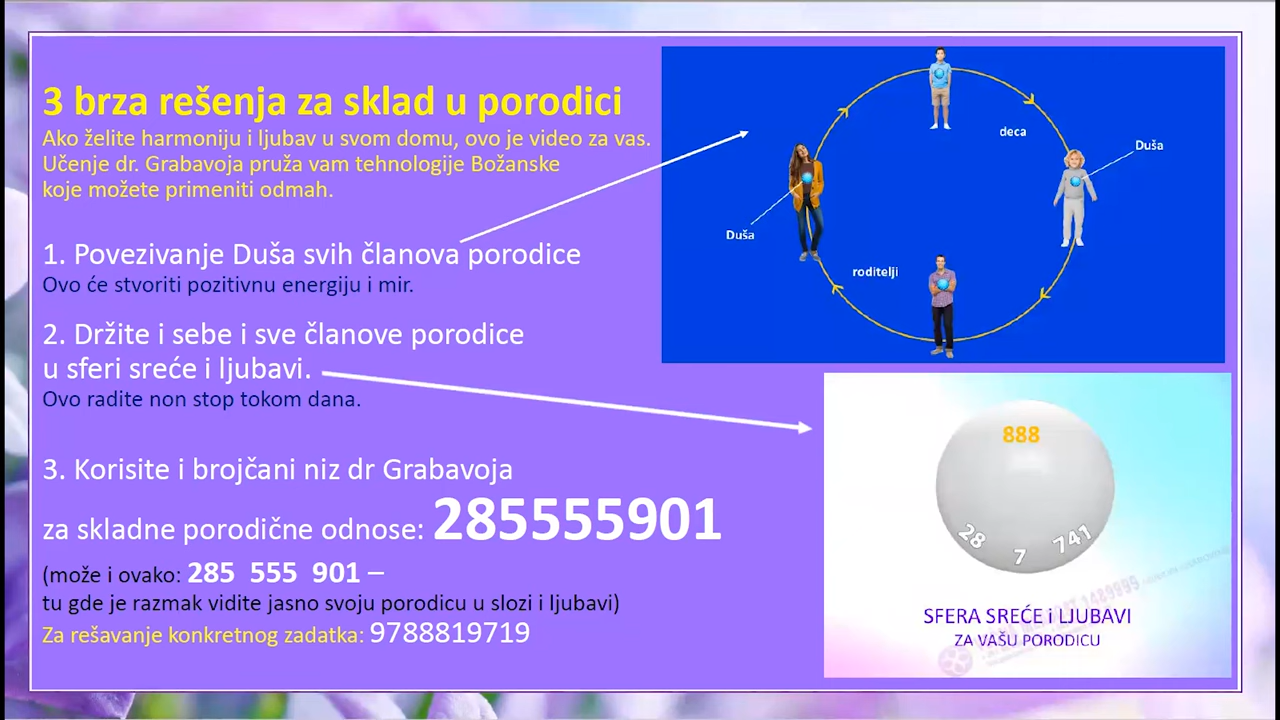 3 brza rešenja za sklad u porodici
Ako želite harmoniju i ljubav u svom domu, ovo je video za vas.
Učenje dr. Grabavoja pruža vam tehnologije Božanske
koje možete primeniti odmah.
1. Povezivanje Duša svih članova porodice
Ovo će stvoriti pozitivnu energiju i mir.
2. Držite i sebe i sve članove porodice
u sferi sreće i ljubavi.
Ovo radite non stop tokom dana.
3. Korisite i brojčani niz dr Grabavoja
za skladne porodične odnose: 285555901
(može i ovako: 285 555 901 –
tu gde je razmak vidite jasno svoju porodicu u slozi i ljubavi)
Za rešavanje konkretnog zadatka: 9788819719
deca
Duša
Duša
roditelji
888
28 7 741
SFERA SREĆE i LJUBAVI
ZA VAŠU PORODICU